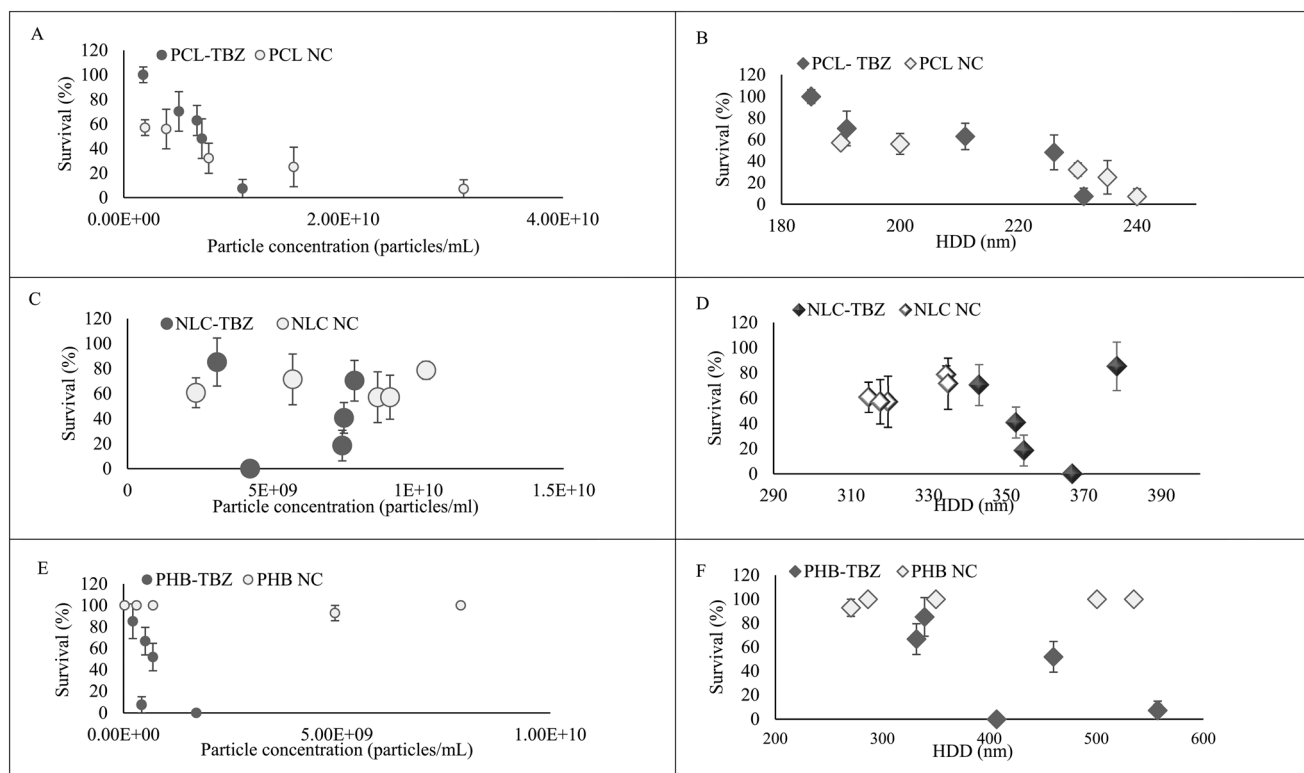 A
PCL-TBZ PCL NC
120
100
80
60
40
20
0
Survival (%)
0.00E+00 2.00E+10 4.00E+10
Particle concentration (particles/mL)
B
PCL- TBZ PCL NC
120
100
80
60
40
20
0
Survival (%)
180 200 220 240
HDD (nm)
C
NLC-TBZ NLC NC
120
100
80
60
40
20
0
Survival (%)
0 5E+09 1E+10 1.5E+10
Particle concentration (particles/ml)
D
NLC-TBZ NLC NC
120
100
80
60
40
20
0
Survival (%)
290 310 330 350 370 390
HDD (nm)
E
PHB-TBZ PHB NC
120
100
80
60
40
20
0
Survival (%)
0.00E+00 5.00E+09 1.00E+10
Particle concentration (particles/mL)
F
PHB-TBZ PHB NC
120
100
80
60
40
20
0
Survival (%)
200 300 400 500 600
HDD (nm)